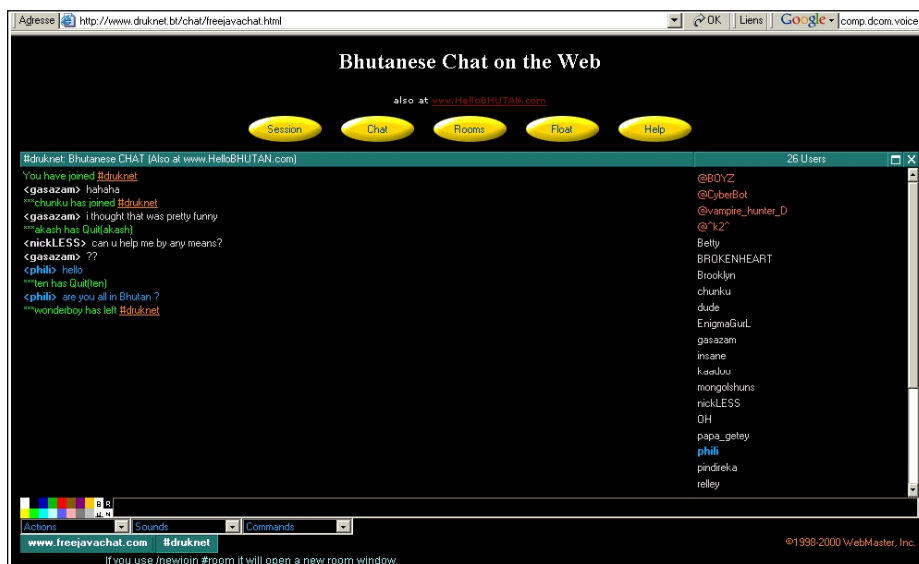 Adresse http://www.druknet.bt/chat/freejavachat.html OK Liens Google comp.dcom.voice
Bhutanese Chat on the Web
also at www.HelloBHUTAN.com
Session Chat Rooms Float Help
#druknet: Bhutanese CHAT (Also at www.HelloBHUTAN.com) 26 Users
You have joined #druknet
<gasazam> hahaha
***chunku has joined #druknet
<gasazam> i thought that was pretty funny
***akash has Quit(akash)
<nickLESS> can u help me by any means?
<gasazam> ??
<phili> hello
***ten has Quit(ten)
<phili> are you all in Bhutan ?
***wonderboy has left #druknet
@BOYZ
@CyberBot
@vampire_hunter_D
@^k2^
Betty
BROKENHEART
Brooklyn
chunku
dude
EnigmaGurL
gasazam
insane
kaaduu
mongolshuns
nickLESS
OH
papa_getey
phili
pindireka
relley
B R
U N
Actions Sounds Commands
www.freejavachat.com #druknet ©1998-2000 WebMaster, Inc.
If you use /newjoin #room it will open a new room window.